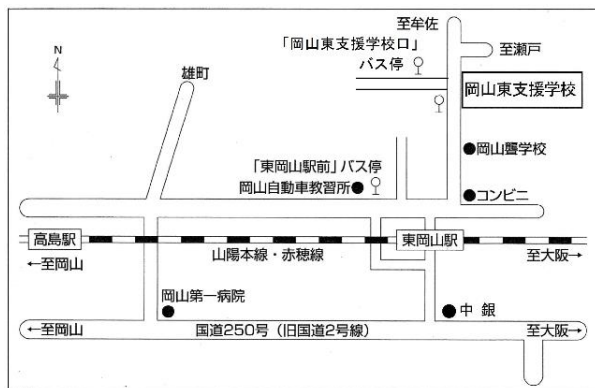 至牟佐
「岡山東支援学校口」
バス停
至瀬戸
N
雄町
岡山東支援学校
岡山聾学校
「東岡山駅前」バス停
岡山自動車教習所
コンビニ
高島駅
東岡山駅
←至岡山
山陽本線・赤穂線
至大阪→
岡山第一病院
中 銀
←至岡山
国道250号（旧国道2号線）
至大阪→